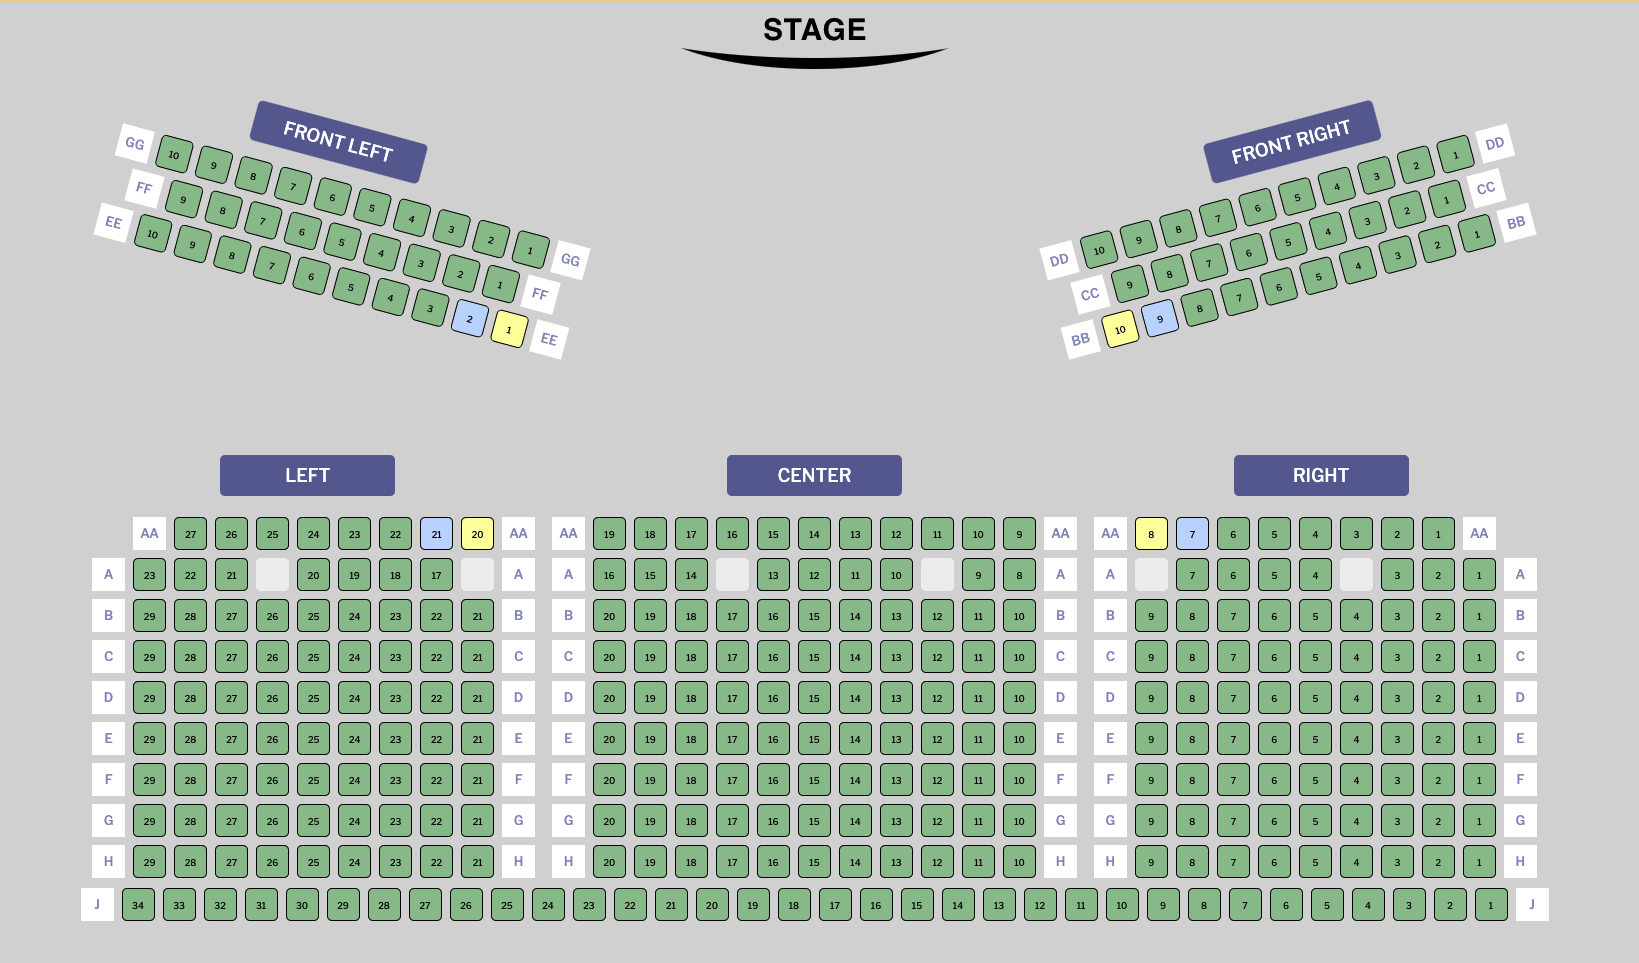 STAGE
FRONT LEFT
FRONT RIGHT
GG 10 9 8 7 6 5 4 3 2 1 GG
FF 9 8 7 6 5 4 3 2 1 FF
EE 10 9 8 7 6 5 4 3 2 1 EE
DD 10 9 8 7 6 5 4 3 2 1 DD
CC 9 8 7 6 5 4 3 2 1 CC
BB 10 9 8 7 6 5 4 3 2 1 BB
LEFT CENTER RIGHT
AA 27 26 25 24 23 22 21 20 AA AA 19 18 17 16 15 14 13 12 11 10 9 AA AA 8 7 6 5 4 3 2 1 AA
A 23 22 21 20 19 18 17 A A 16 15 14 13 12 11 10 9 8 A A 7 6 5 4 3 2 1 A
B 29 28 27 26 25 24 23 22 21 B B 20 19 18 17 16 15 14 13 12 11 10 B B 9 8 7 6 5 4 3 2 1 B
C 29 28 27 26 25 24 23 22 21 C C 20 19 18 17 16 15 14 13 12 11 10 C C 9 8 7 6 5 4 3 2 1 C
D 29 28 27 26 25 24 23 22 21 D D 20 19 18 17 16 15 14 13 12 11 10 D D 9 8 7 6 5 4 3 2 1 D
E 29 28 27 26 25 24 23 22 21 E E 20 19 18 17 16 15 14 13 12 11 10 E E 9 8 7 6 5 4 3 2 1 E
F 29 28 27 26 25 24 23 22 21 F F 20 19 18 17 16 15 14 13 12 11 10 F F 9 8 7 6 5 4 3 2 1 F
G 29 28 27 26 25 24 23 22 21 G G 20 19 18 17 16 15 14 13 12 11 10 G G 9 8 7 6 5 4 3 2 1 G
H 29 28 27 26 25 24 23 22 21 H H 20 19 18 17 16 15 14 13 12 11 10 H H 9 8 7 6 5 4 3 2 1 H
J 34 33 32 31 30 29 28 27 26 25 24 23 22 21 20 19 18 17 16 15 14 13 12 11 10 9 8 7 6 5 4 3 2 1 J